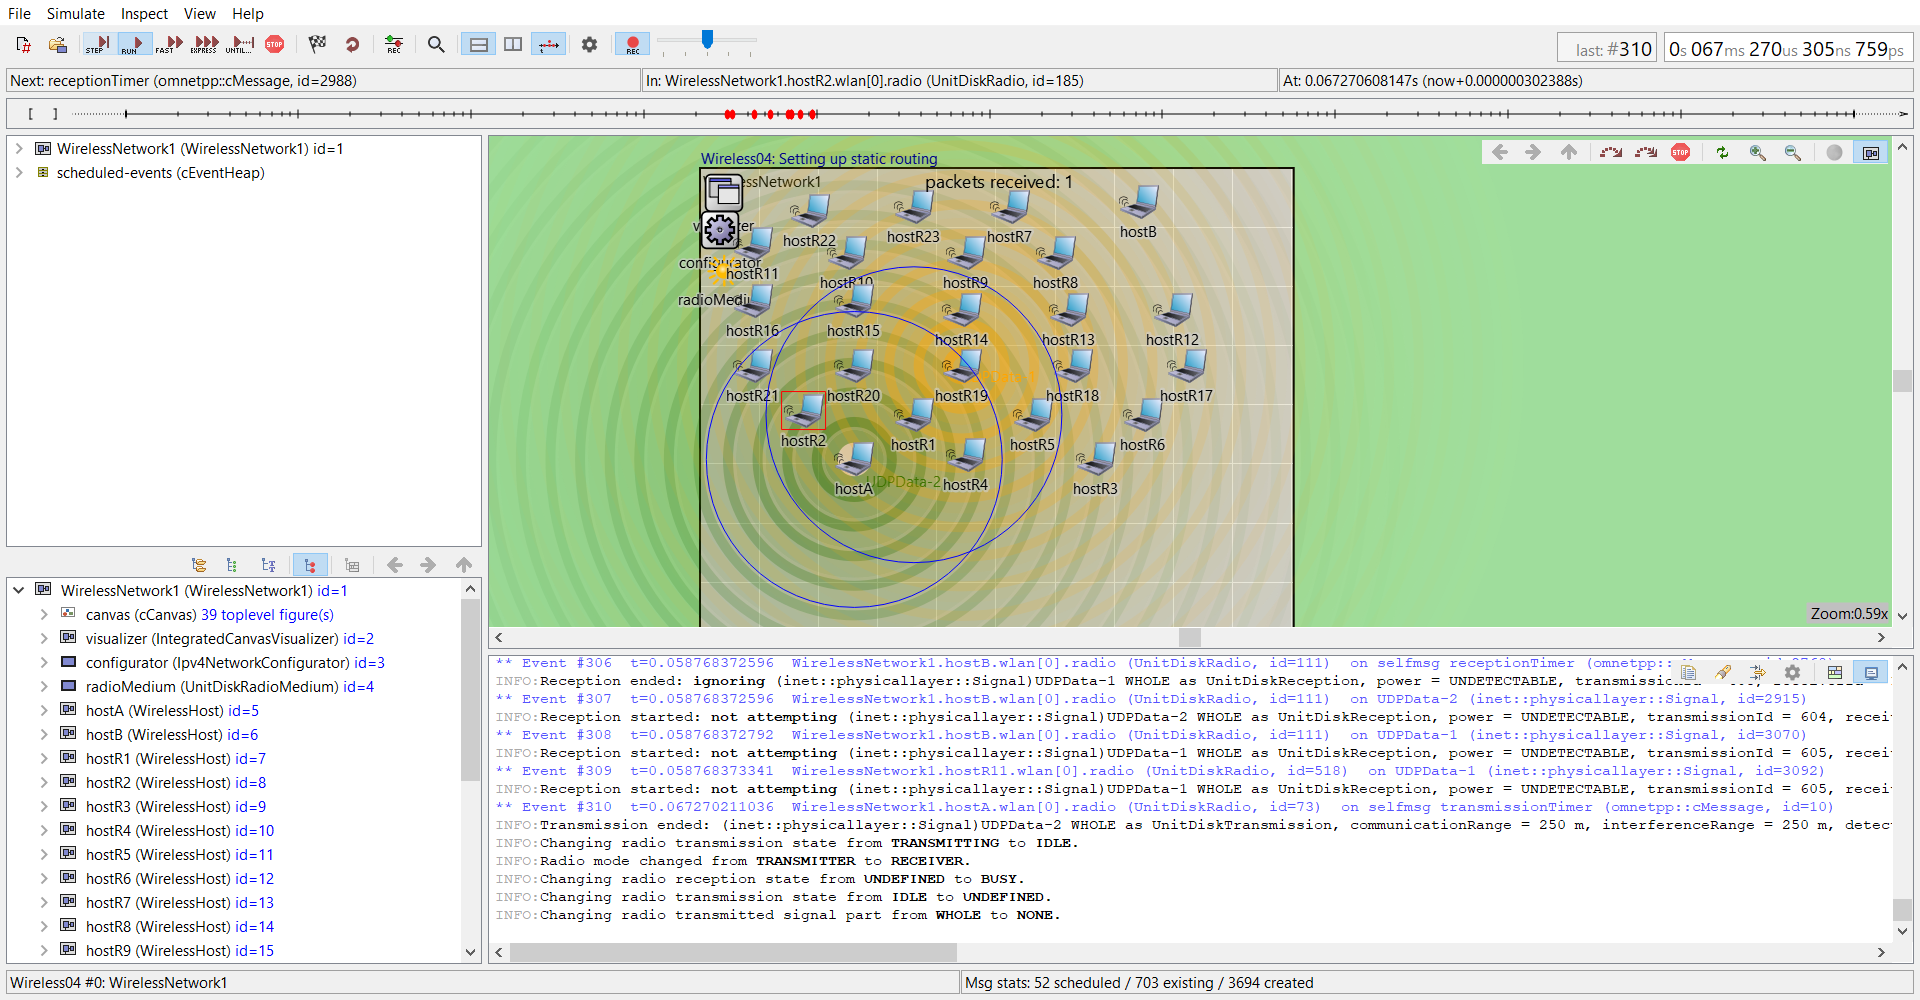 File Simulate Inspect View Help
STEP RUN FAST EXPRESS UNTIL... STOP REC REC
last: #310 0s 067ms 270us 305ns 759ps
Next: receptionTimer (omnetpp::cMessage, id=2988) In: WirelessNetwork1.hostR2.wlan[0].radio (UnitDiskRadio, id=185) At: 0.067270608147s (now+0.000000302388s)
[ ]
WirelessNetwork1 (WirelessNetwork1) id=1
scheduled-events (cEventHeap)
WirelessNetwork1 (WirelessNetwork1) id=1
canvas (cCanvas) 39 toplevel figure(s)
visualizer (IntegratedCanvasVisualizer) id=2
configurator (Ipv4NetworkConfigurator) id=3
radioMedium (UnitDiskRadioMedium) id=4
hostA (WirelessHost) id=5
hostB (WirelessHost) id=6
hostR1 (WirelessHost) id=7
hostR2 (WirelessHost) id=8
hostR3 (WirelessHost) id=9
hostR4 (WirelessHost) id=10
hostR5 (WirelessHost) id=11
hostR6 (WirelessHost) id=12
hostR7 (WirelessHost) id=13
hostR8 (WirelessHost) id=14
hostR9 (WirelessHost) id=15
Wireless04: Setting up static routing
STOP
packets received: 1
hostR22 hostR23 hostR7 hostB
configurator
hostR11 hostR10 hostR9 hostR8
hostR16 hostR15 hostR14 hostR13 hostR12
hostR21 hostR20 hostR19 hostR18 hostR17
hostR2 hostR1 hostR5 hostR6
hostA UDPData-2 hostR4 hostR3
Zoom:0.59x
** Event #306 t=0.058768372596 WirelessNetwork1.hostB.wlan[0].radio (UnitDiskRadio, id=111) on selfmsg receptionTimer (omnetpp::
INFO:Reception ended: ignoring (inet::physicallayer::Signal)UDPData-1 WHOLE as UnitDiskReception, power = UNDETECTABLE,
** Event #307 t=0.058768372596 WirelessNetwork1.hostB.wlan[0].radio (UnitDiskRadio, id=111) on UDPData-2 (inet::physicallayer::Signal, id=2915)
INFO:Reception started: not attempting (inet::physicallayer::Signal)UDPData-2 WHOLE as UnitDiskReception, power = UNDETECTABLE, transmissionId = 604, recei
** Event #308 t=0.058768372792 WirelessNetwork1.hostB.wlan[0].radio (UnitDiskRadio, id=111) on UDPData-1 (inet::physicallayer::Signal, id=3070)
INFO:Reception started: not attempting (inet::physicallayer::Signal)UDPData-1 WHOLE as UnitDiskReception, power = UNDETECTABLE, transmissionId = 605, recei
** Event #309 t=0.058768373341 WirelessNetwork1.hostR11.wlan[0].radio (UnitDiskRadio, id=518) on UDPData-1 (inet::physicallayer::Signal, id=3092)
INFO:Reception started: not attempting (inet::physicallayer::Signal)UDPData-1 WHOLE as UnitDiskReception, power = UNDETECTABLE, transmissionId = 605, recei
** Event #310 t=0.067270211036 WirelessNetwork1.hostA.wlan[0].radio (UnitDiskRadio, id=73) on selfmsg transmissionTimer (omnetpp::cMessage, id=10)
INFO:Transmission ended: (inet::physicallayer::Signal)UDPData-2 WHOLE as UnitDiskTransmission, communicationRange = 250 m, interferenceRange = 250 m, detec
INFO:Changing radio transmission state from TRANSMITTING to IDLE.
INFO:Radio mode changed from TRANSMITTER to RECEIVER.
INFO:Changing radio reception state from UNDEFINED to BUSY.
INFO:Changing radio transmission state from IDLE to UNDEFINED.
INFO:Changing radio transmitted signal part from WHOLE to NONE.
Wireless04 #0: WirelessNetwork1 Msg stats: 52 scheduled / 703 existing / 3694 created